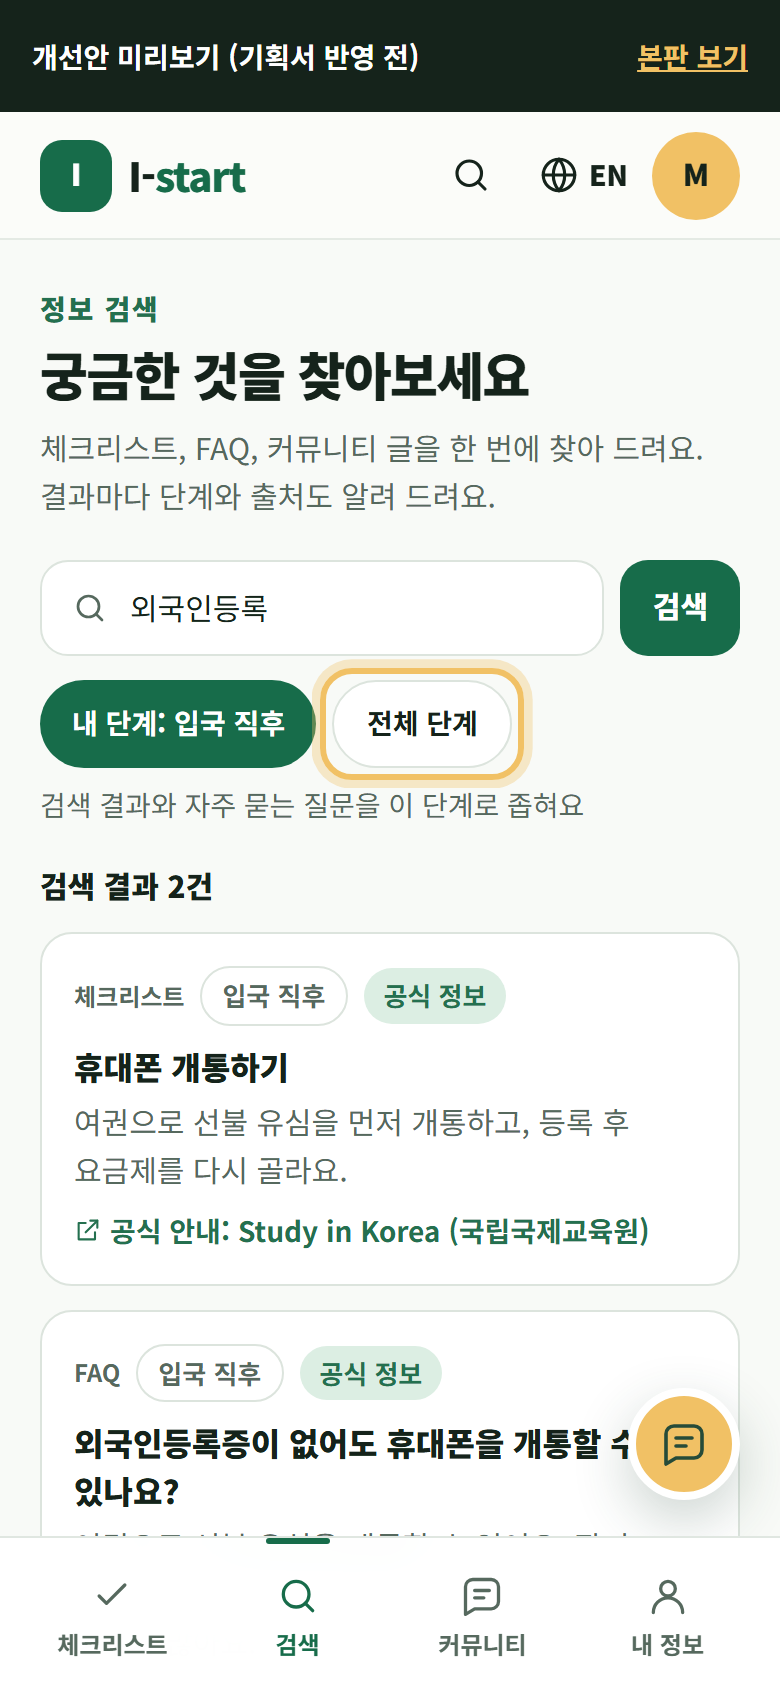 개선안 미리보기 (기획서 반영 전)
본판 보기
I
I-start
EN
M
정보 검색
궁금한 것을 찾아보세요
체크리스트, FAQ, 커뮤니티 글을 한 번에 찾아 드려요.
결과마다 단계와 출처도 알려 드려요.
외국인등록
검색
내 단계: 입국 직후
전체 단계
검색 결과와 자주 묻는 질문을 이 단계로 좁혀요
검색 결과 2건
체크리스트
입국 직후
공식 정보
휴대폰 개통하기
여권으로 선불 유심을 먼저 개통하고, 등록 후
요금제를 다시 골라요.
공식 안내: Study in Korea (국립국제교육원)
FAQ
입국 직후
공식 정보
외국인등록증이 없어도 휴대폰을 개통할 수
있나요?
체크리스트
검색
커뮤니티
내 정보